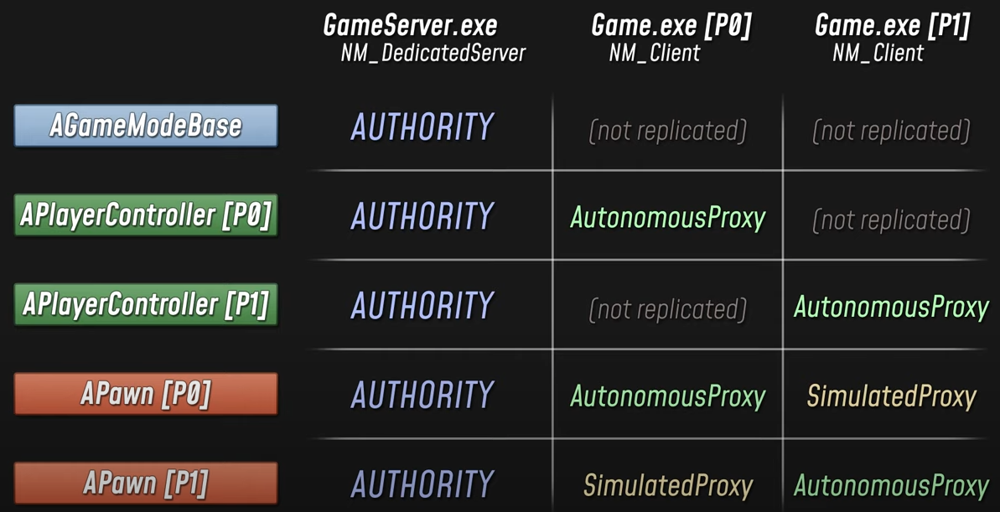 GameServer.exe
NM_DedicatedServer
Game.exe [P0]
NM_Client
Game.exe [P1]
NM_Client
AGameModeBase
AUTHORITY
(not replicated)
(not replicated)
APlayerController [P0]
AUTHORITY
AutonomousProxy
(not replicated)
APlayerController [P1]
AUTHORITY
(not replicated)
AutonomousProxy
APawn [P0]
AUTHORITY
AutonomousProxy
SimulatedProxy
APawn [P1]
AUTHORITY
SimulatedProxy
AutonomousProxy